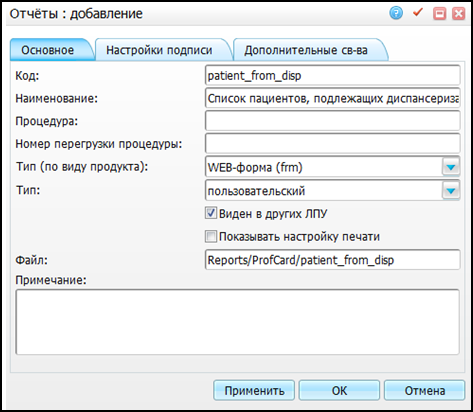 Отчёты : добавление
Основное Настройки подписи Дополнительные св-ва
Код: patient_from_disp
Наименование: Список пациентов, подлежащих диспансериза
Процедура:
Номер перегрузки процедуры:
Тип (по виду продукта): WEB-форма (frm)
Тип: пользовательский
Виден в других ЛПУ
Показывать настройку печати
Файл: Reports/ProfCard/patient_from_disp
Примечание:
Применить ОК Отмена